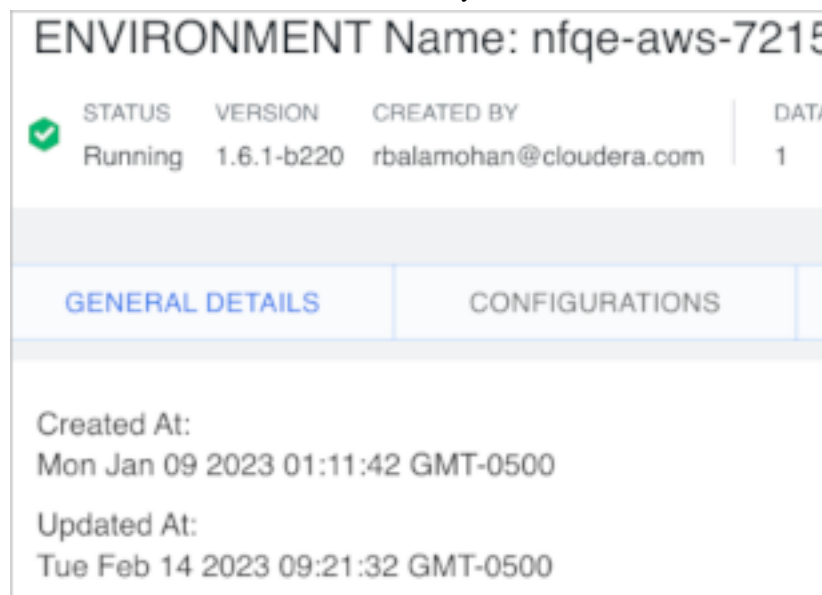 ENVIRONMENT Name: nfqe-aws-7215
STATUS VERSION CREATED BY
Running 1.6.1-b220 rbalamohan@cloudera.com 1
GENERAL DETAILS CONFIGURATIONS
Created At:
Mon Jan 09 2023 01:11:42 GMT-0500
Updated At:
Tue Feb 14 2023 09:21:32 GMT-0500